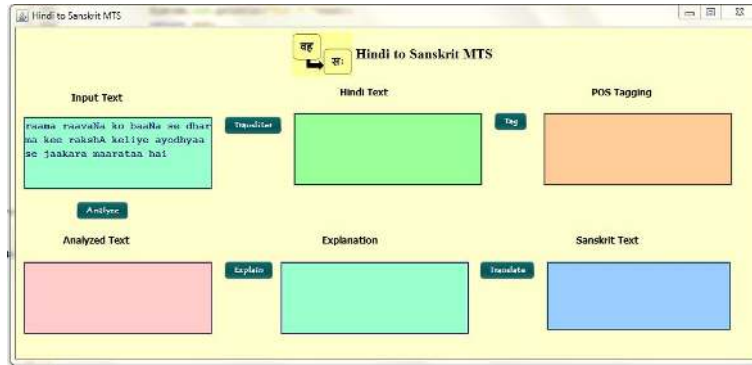 Hindi to Sanskrit MTS
वह
सः
Hindi to Sanskrit MTS
Input Text
Hindi Text
POS Tagging
raama raavaNa ko baaNa se dhar
ma kee rakshA keliye ayodhyaa
se jaakara maarataa hai
Tag
Analyze
Analyzed Text
Explanation
Sanskrit Text
Explain
Translate